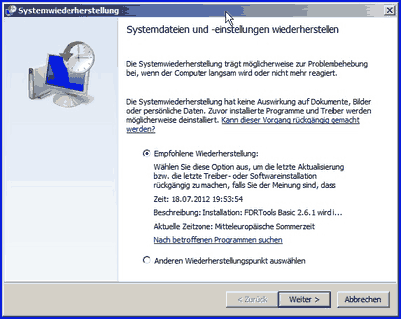 Systemwiederherstellung
Systemdateien und -einstellungen wiederherstellen
Die Systemwiederherstellung trägt möglicherweise zur Problembehebung
bei, wenn der Computer langsam wird oder nicht mehr reagiert.
Die Systemwiederherstellung hat keine Auswirkung auf Dokumente, Bilder
oder persönliche Daten. Zuvor installierte Programme und Treiber werden
möglicherweise deinstalliert. Kann dieser Vorgang rückgängig gemacht
werden?
Empfohlene Wiederherstellung:
Wählen Sie diese Option aus, um die letzte Aktualisierung
bzw. die letzte Treiber- oder Softwareinstallation
rückgängig zu machen, falls Sie der Meinung sind, dass
Zeit: 18.07.2012 19:53:54
Beschreibung: Installation: FDRTools Basic 2.6.1 wird i...
Aktuelle Zeitzone: Mitteleuropäische Sommerzeit
Nach betroffenen Programmen suchen
Anderen Wiederherstellungspunkt auswählen
< Zurück
Weiter >
Abbrechen